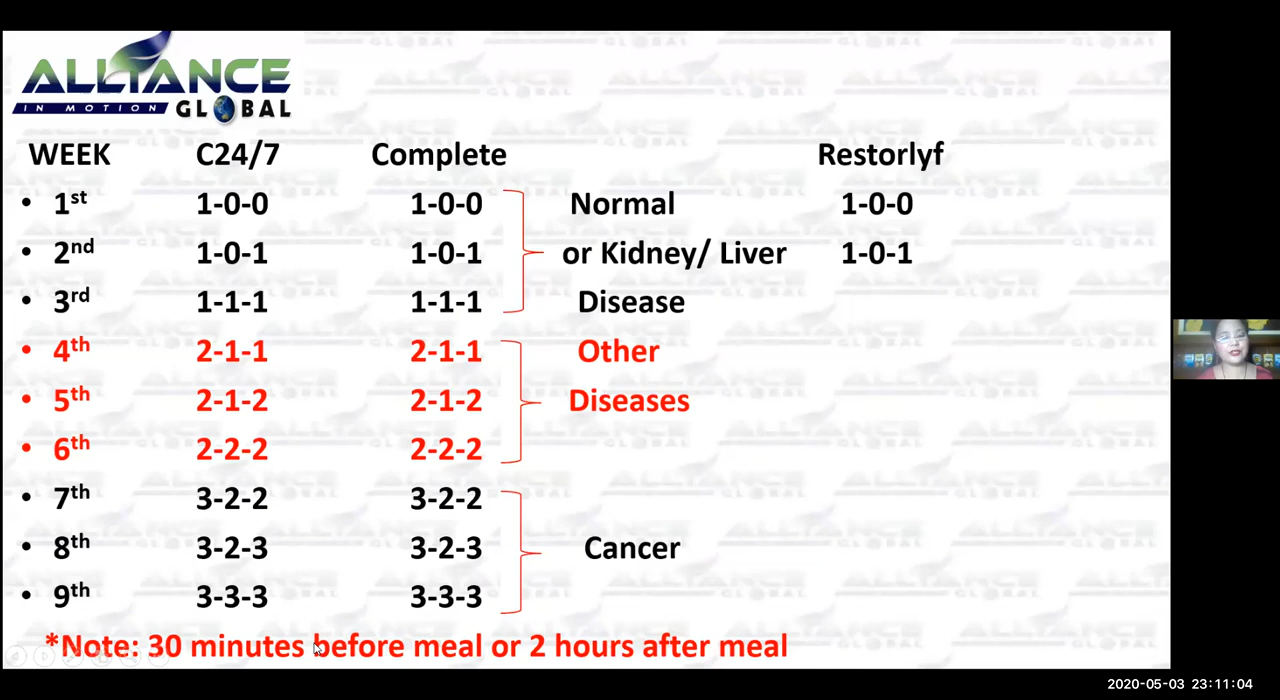 ALLIANCE
IN MOTION GLOBAL
WEEK C24/7 Complete Restorlyf
• 1st 1-0-0 1-0-0 Normal 1-0-0
• 2nd 1-0-1 1-0-1 or Kidney/ Liver 1-0-1
• 3rd 1-1-1 1-1-1 Disease
• 4th 2-1-1 2-1-1 Other
• 5th 2-1-2 2-1-2 Diseases
• 6th 2-2-2 2-2-2
• 7th 3-2-2 3-2-2
• 8th 3-2-3 3-2-3 Cancer
• 9th 3-3-3 3-3-3
*Note: 30 minutes before meal or 2 hours after meal
2020-05-03 23:11:04